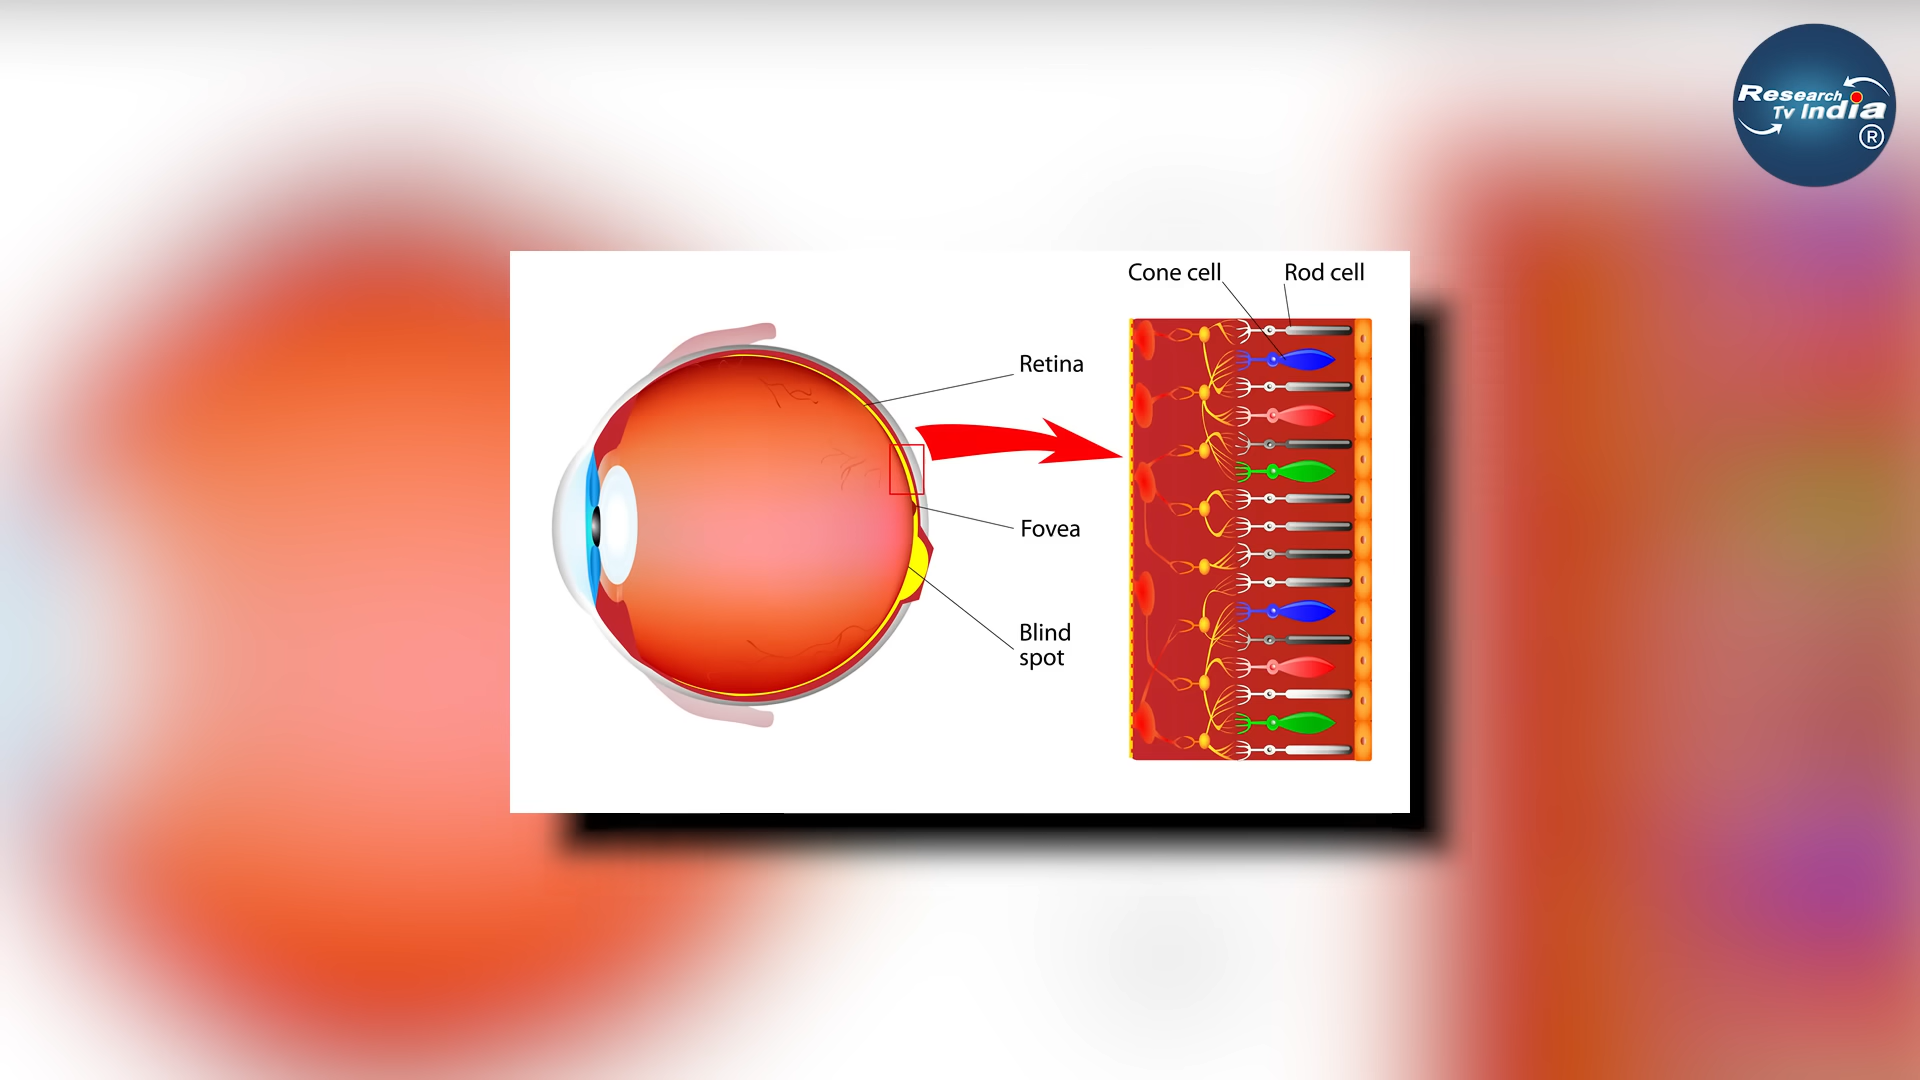 Research
Tv India
®
Cone cell
Rod cell
Retina
Fovea
Blind
spot